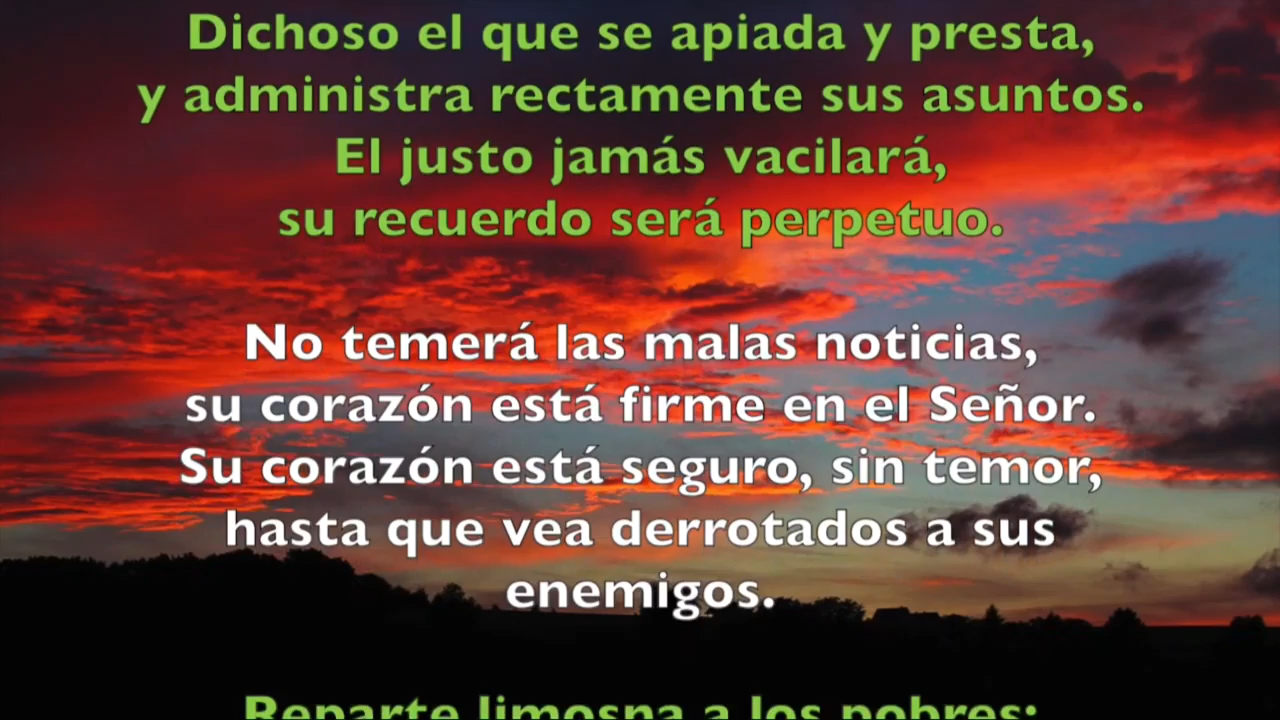 Dichoso el que se apiada y presta,
y administra rectamente sus asuntos.
El justo jamás vacilará,
su recuerdo será perpetuo.
No temerá las malas noticias,
su corazón está firme en el Señor.
Su corazón está seguro, sin temor,
hasta que vea derrotados a sus
enemigos.
Reparte limosna a los pobres;